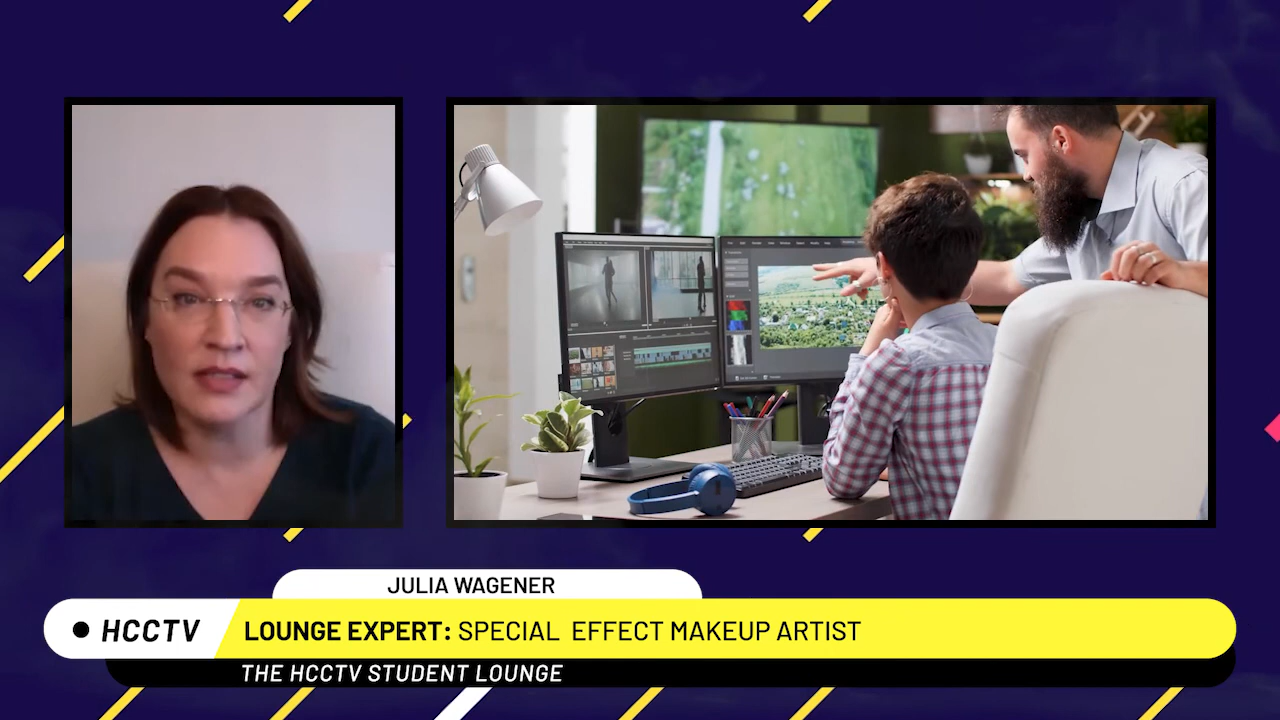 JULIA WAGENER
HCCTV
LOUNGE EXPERT: SPECIAL EFFECT MAKEUP ARTIST
THE HCCTV STUDENT LOUNGE